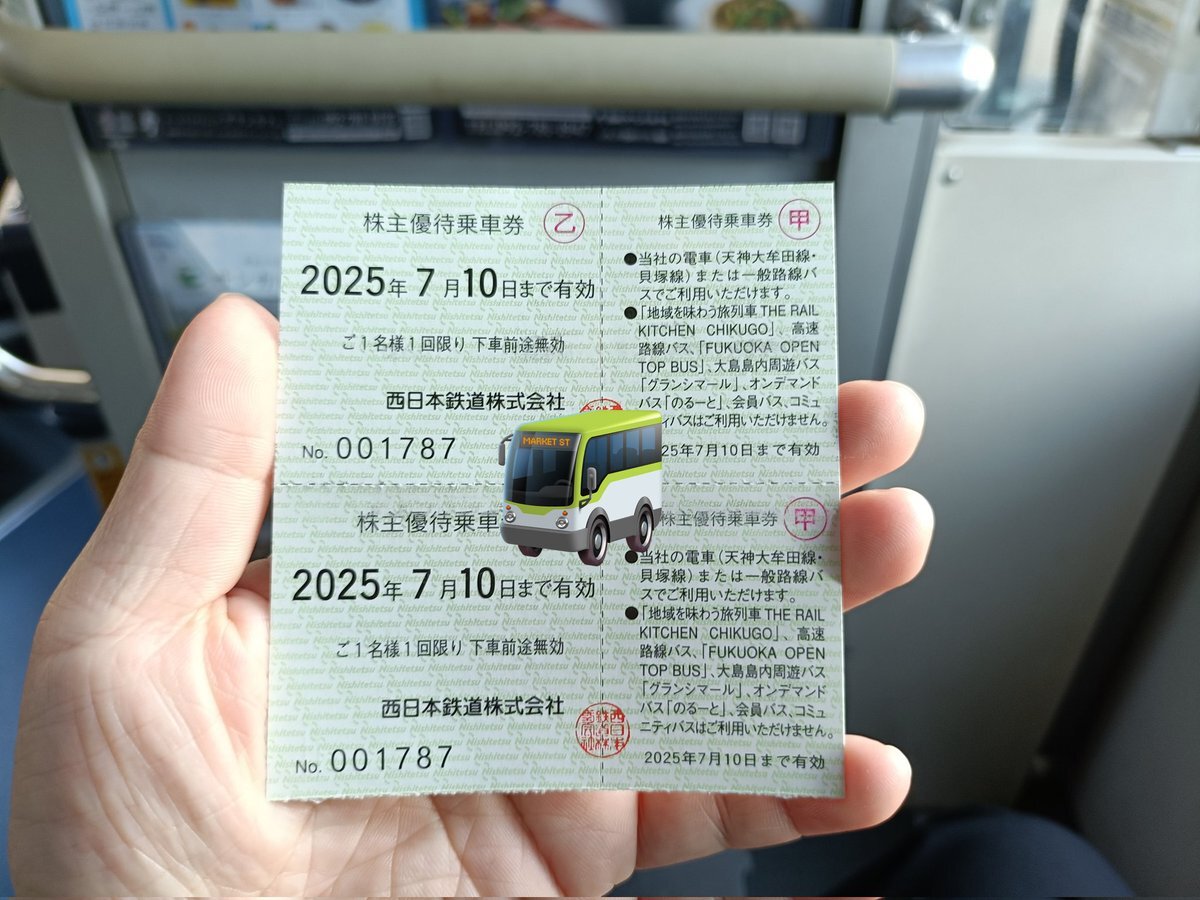 株主優待乗車券 乙
2025年 7月10日まで有効
ご1名様1回限り 下車前途無効
西日本鉄道株式会社
No. 001787
株主優待乗車券 甲
●当社の電車(天神大牟田線・
貝塚線)または一般路線バ
スでご利用いただけます。
●「地域を味わう旅列車 THE RAIL
KITCHEN CHIKUGO」、高速
路線バス、「FUKUOKA OPEN
TOP BUS」、大島島内周遊バス
「グランシマール」、オンデマンド
バス「のるーと」、会員バス、コミュ
ティバスはご利用いただけません。
25年7月10日まで有効
MARKET ST
株主優待乗車
2025年 7月10日まで有効
ご1名様1回限り 下車前途無効
西日本鉄道株式会社
No. 001787
株主優待乗車券 甲
●当社の電車(天神大牟田線・
貝塚線)または一般路線バ
スでご利用いただけます。
●「地域を味わう旅列車 THE RAIL
KITCHEN CHIKUGO」、高速
路線バス、「FUKUOKA OPEN
TOP BUS」、大島島内周遊バス
「グランシマール」、オンデマンド
バス「のるーと」、会員バス、コミュ
ニティバスはご利用いただけません。
2025年7月10日まで有効
Nishitetsu